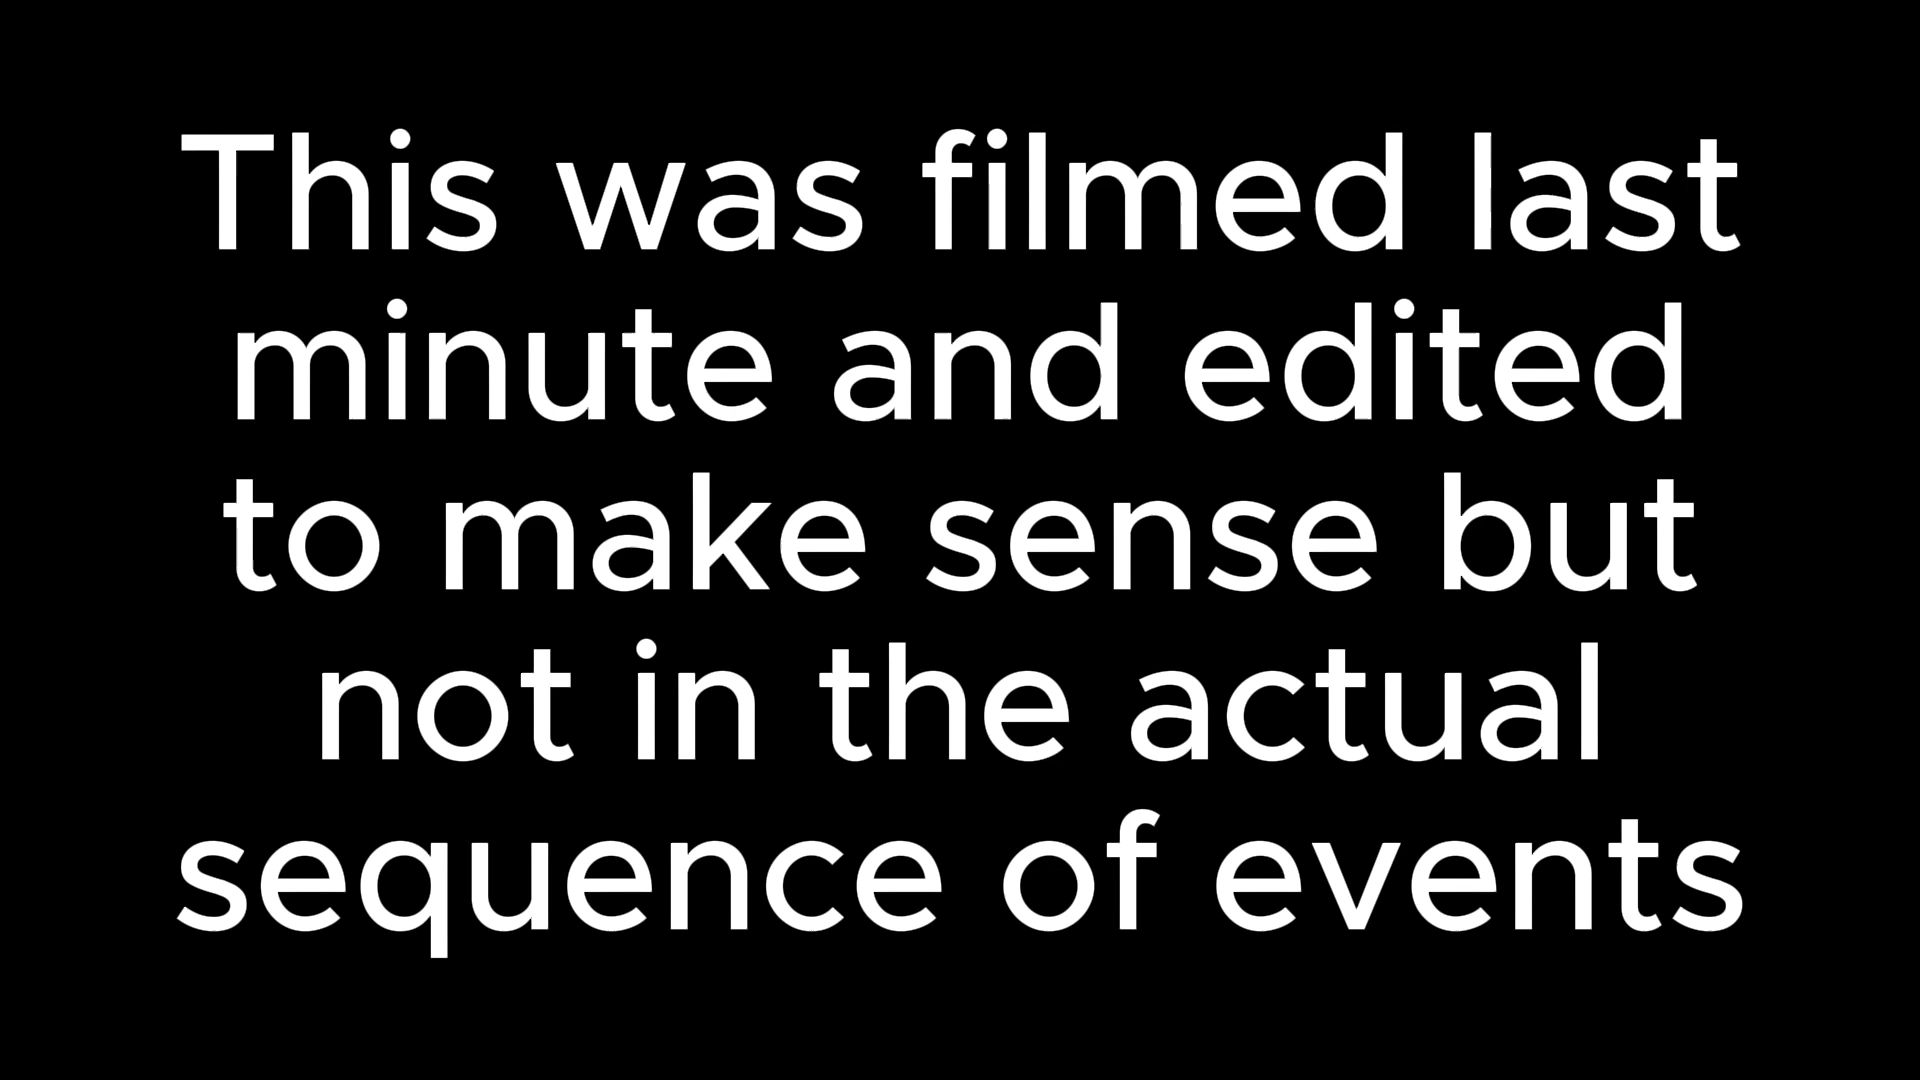 This was filmed last
minute and edited
to make sense but
not in the actual
sequence of events